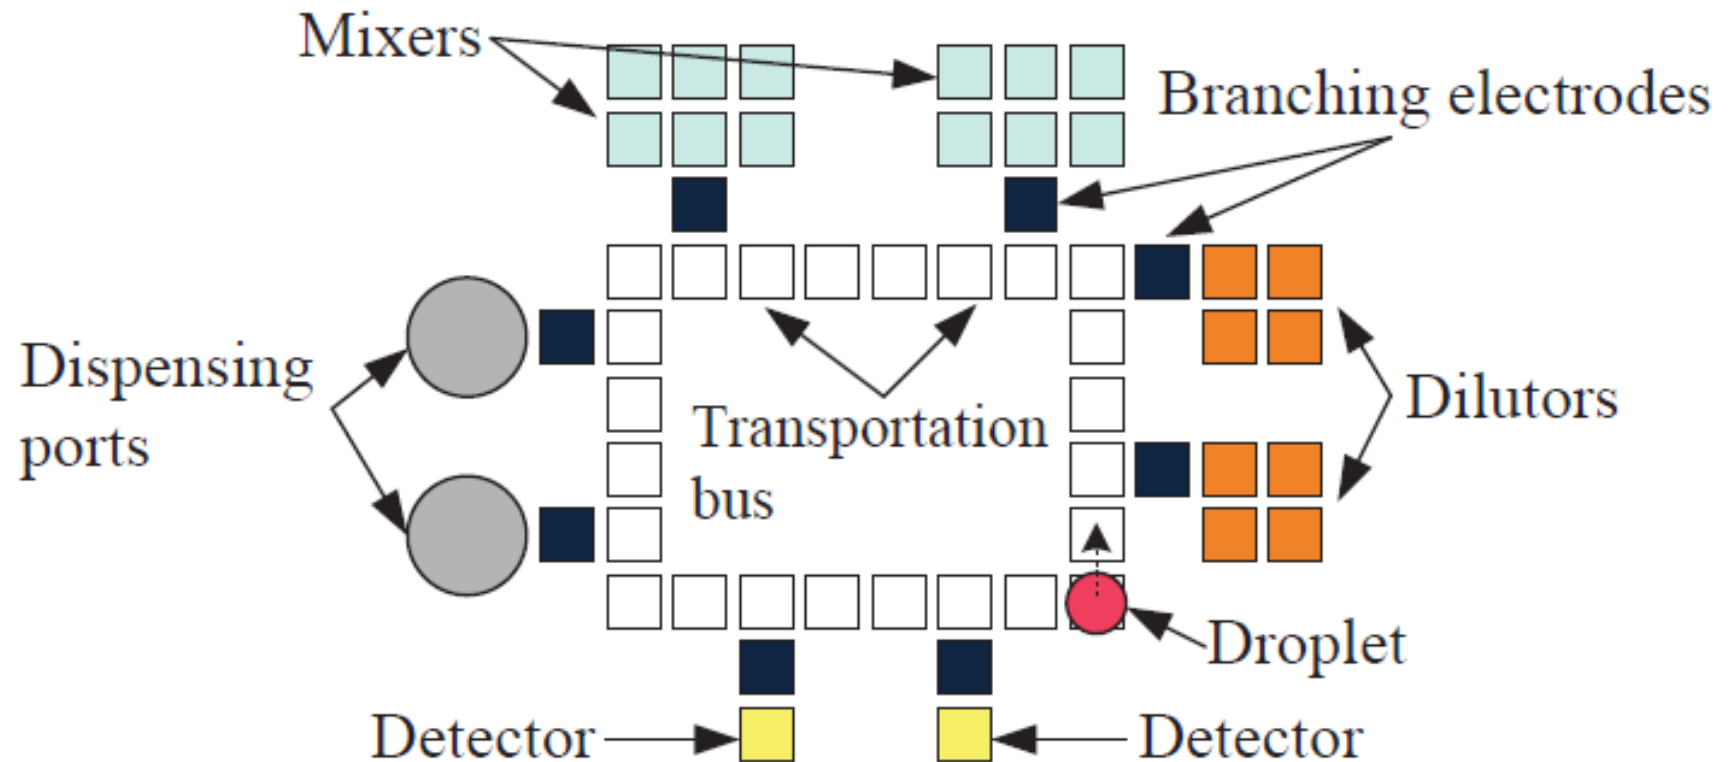 Mixers
Branching electrodes
Dispensing
ports
Transportation
bus
Dilutors
Droplet
Detector
Detector